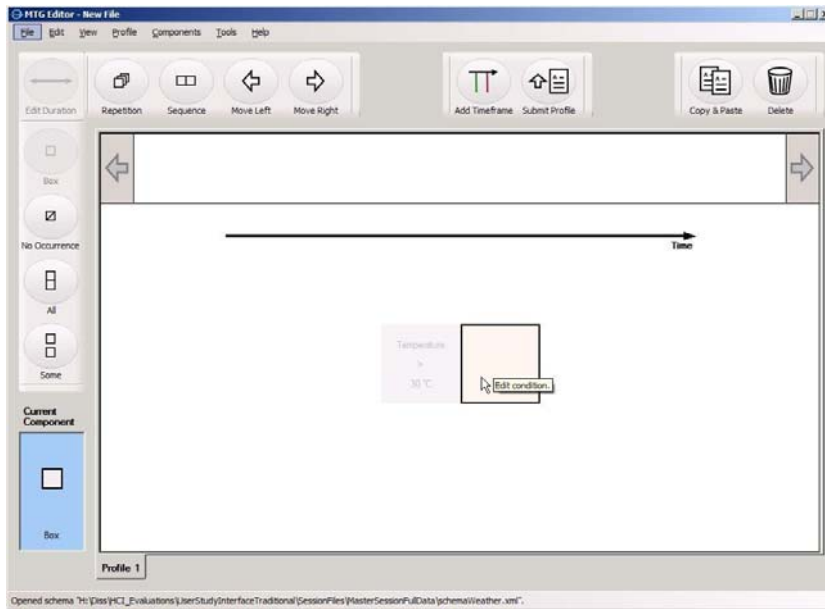 MTG Editor - New File
File Edit View Profile Components Tools Help
Edit Duration Repetition Sequence Move Left Move Right Add Timeframe Submit Profile Copy & Paste Delete
Box
No Occurrence
All
Some
Current
Component
Box
Time
Temperature
>
30 °C
Edit condition.
Profile 1
Opened schema "H:\Diss\HCI_Evaluations\UserStudyInterfaceTraditional\SessionFiles\MasterSessionFullData\schemaWeather.xml".